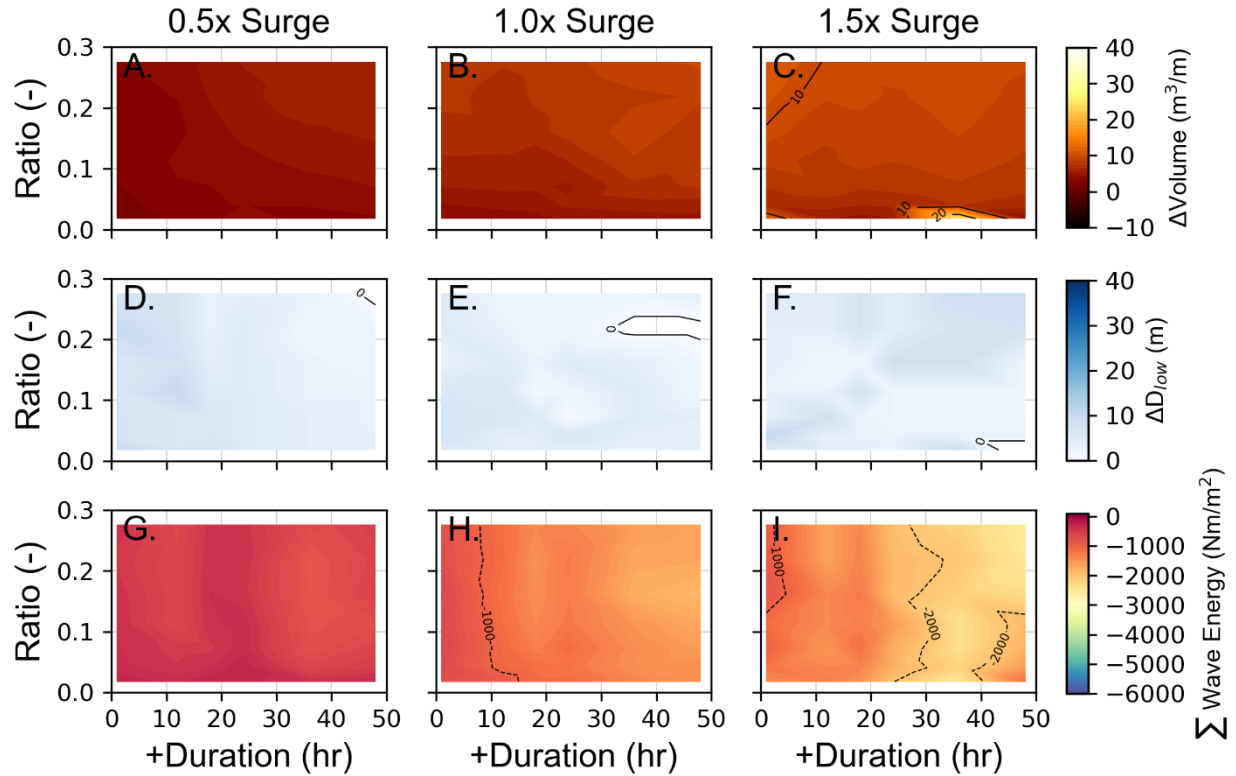 0.5x Surge 1.0x Surge 1.5x Surge
Ratio (-)
0.3
0.2
0.1
0.0
A.
B.
C.
10
10
20
40
30
20
10
0
−10
ΔVolume (m³/m)
Ratio (-)
0.3
0.2
0.1
0.0
D.
0
E.
0
F.
0
40
30
20
10
0
ΔD_low (m)
Ratio (-)
0.3
0.2
0.1
0.0
G.
H.
-1000
I.
-1000
-2000
-2000
0
−1000
−2000
−3000
−4000
−5000
−6000
∑ Wave Energy (Nm/m²)
0 10 20 30 40 50
0 10 20 30 40 50
0 10 20 30 40 50
+Duration (hr) +Duration (hr) +Duration (hr)